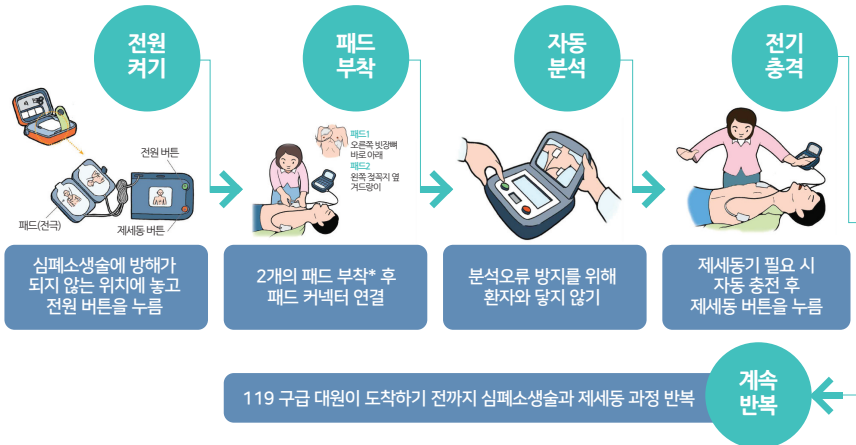 전원
켜기
패드
부착
자동
분석
전기
충격
전원 버튼
패드(전극)
제세동 버튼
패드1
오른쪽 빗장뼈
바로 아래
패드2
왼쪽 젖꼭지 옆
겨드랑이
심폐소생술에 방해가
되지 않는 위치에 놓고
전원 버튼을 누름
2개의 패드 부착* 후
패드 커넥터 연결
분석오류 방지를 위해
환자와 닿지 않기
제세동기 필요 시
자동 충전 후
제세동 버튼을 누름
계속
반복
119 구급 대원이 도착하기 전까지 심폐소생술과 제세동 과정 반복